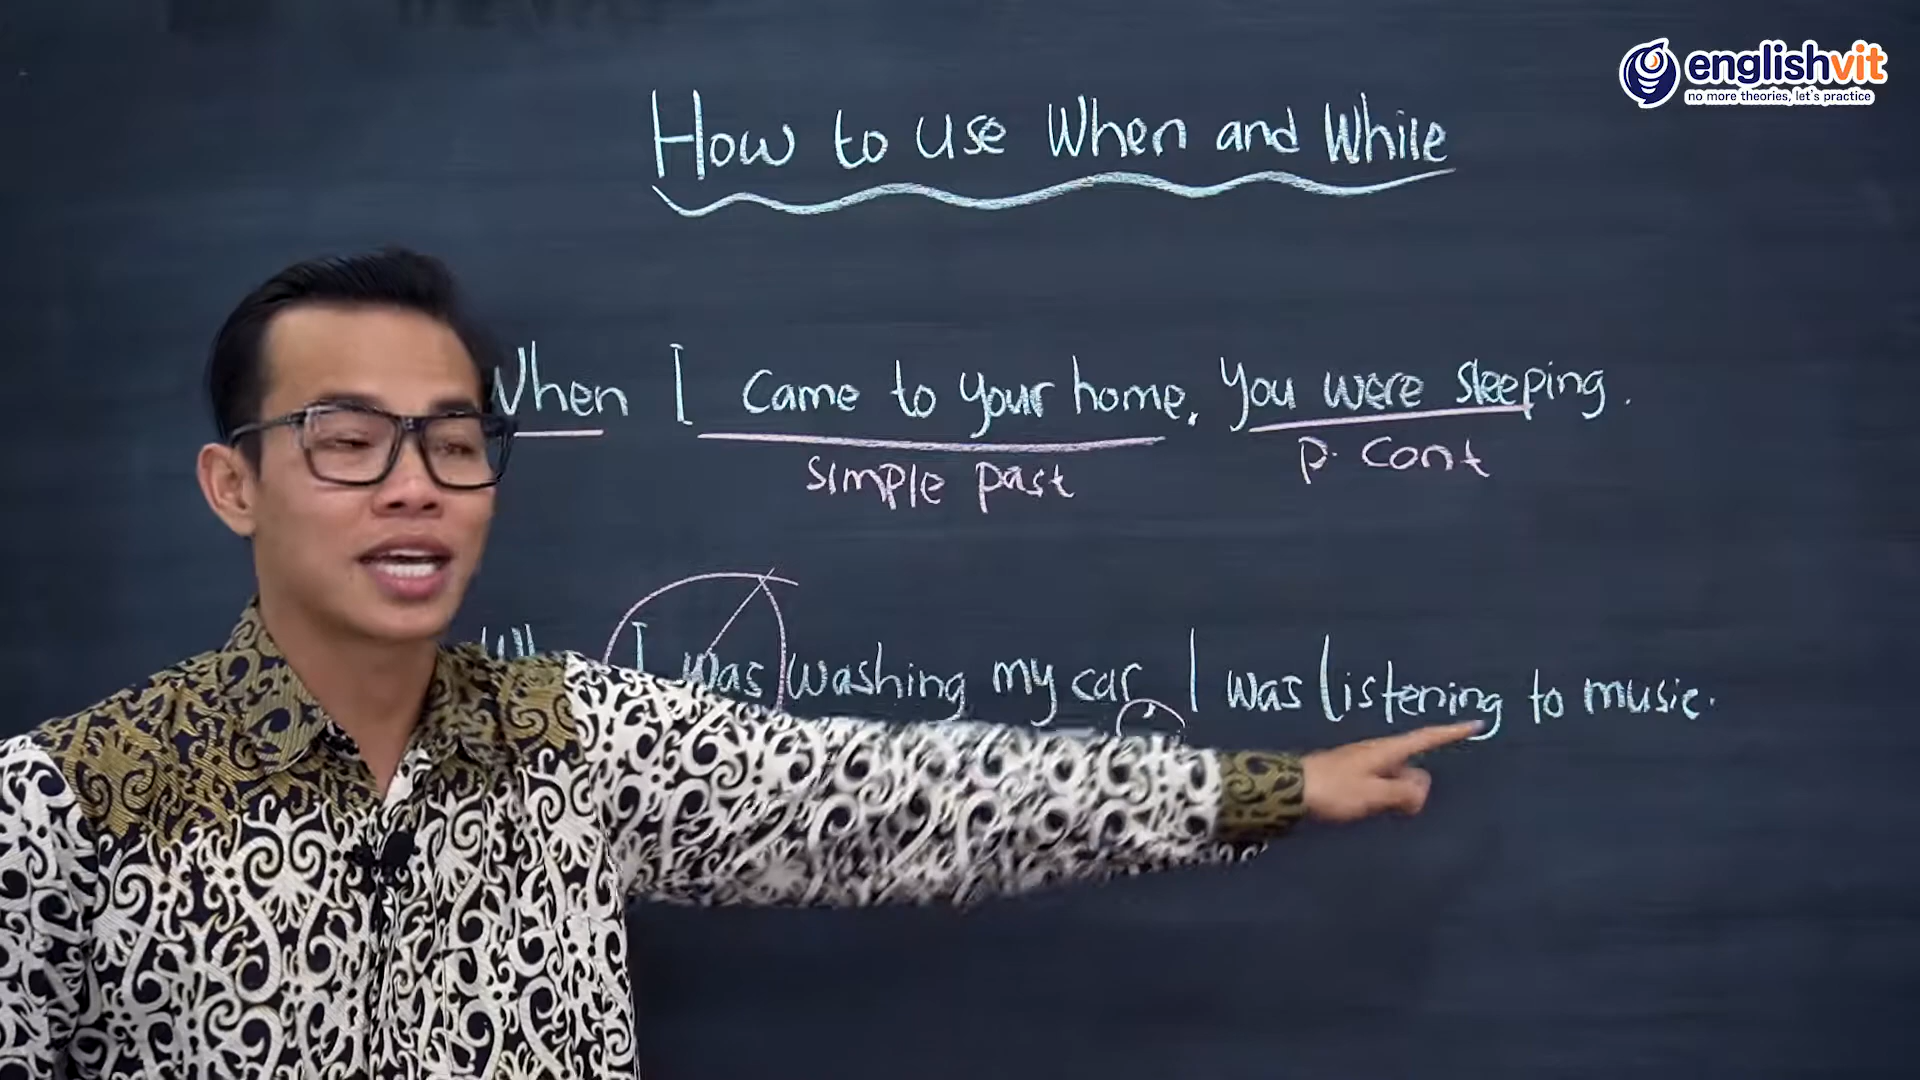 englishvit
no more theories, let's practice
How to use When and While
When I came to your home. You were sleeping.
simple past
P. Cont
I was washing my car I was listening to music.